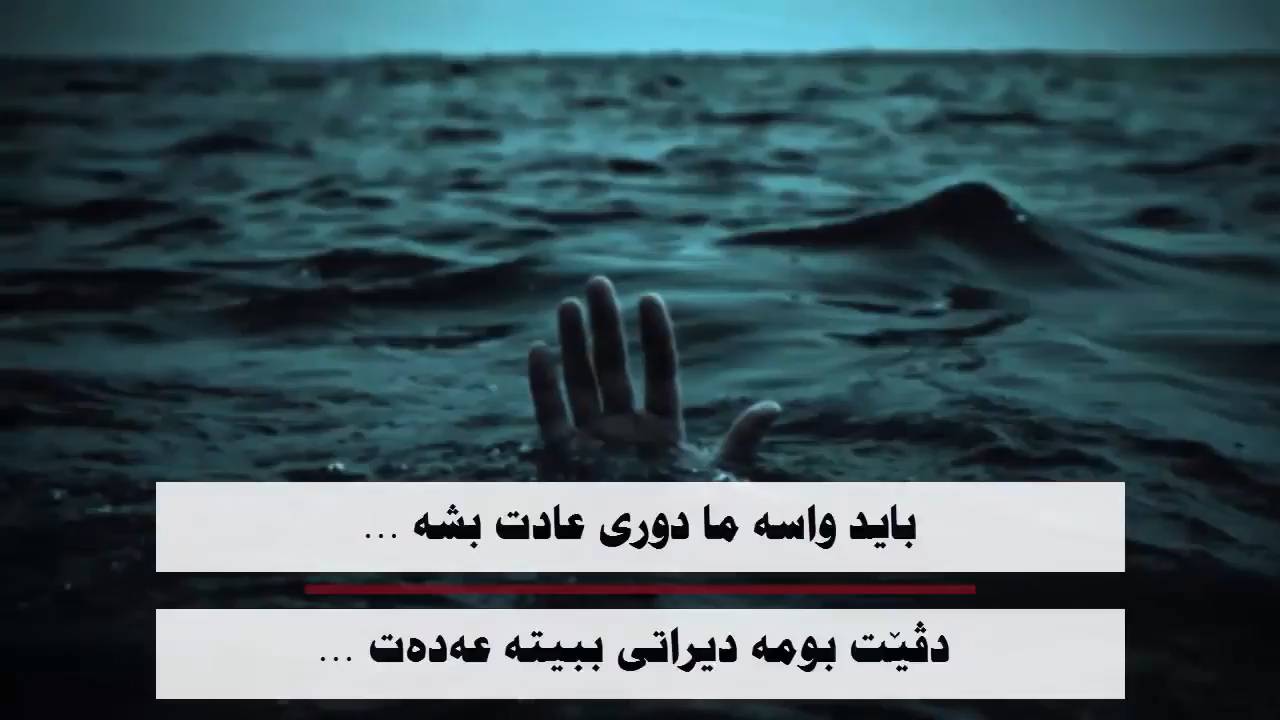 باید واسه ما دوری عادت بشه ...
دڤێت بومه دیراتی ببیته عەدەت ...